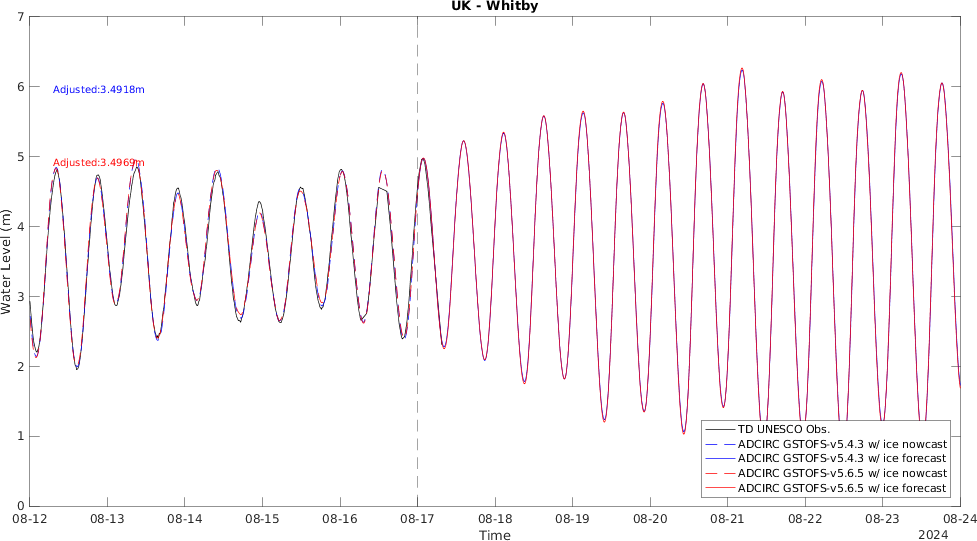 UK - Whitby
7
6
5
4
3
2
1
0
Water Level (m)
Adjusted:3.4918m
Adjusted:3.4969m
TD UNESCO Obs.
ADCIRC GSTOFS-v5.4.3 w/ ice nowcast
ADCIRC GSTOFS-v5.4.3 w/ ice forecast
ADCIRC GSTOFS-v5.6.5 w/ ice nowcast
ADCIRC GSTOFS-v5.6.5 w/ ice forecast
08-12 08-13 08-14 08-15 08-16 08-17 08-18 08-19 08-20 08-21 08-22 08-23 08-24
Time
2024